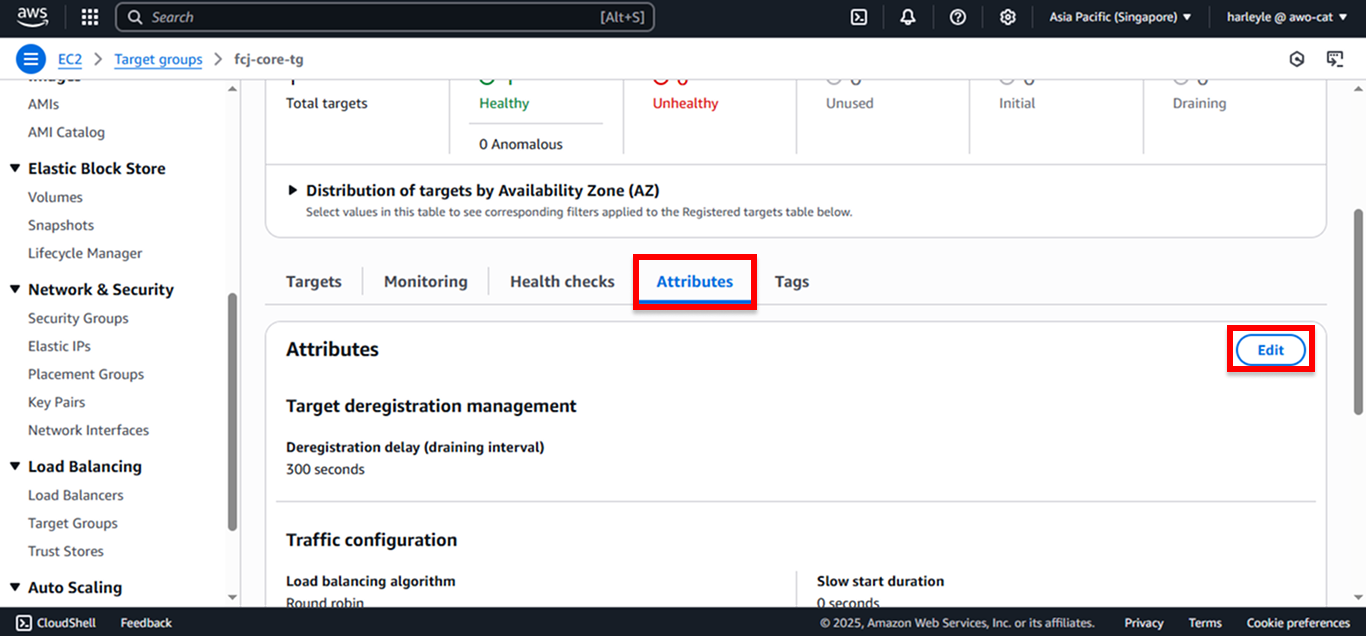 aws
Search [Alt+S] Asia Pacific (Singapore) harleyle @ awo-cat
EC2 Target groups fcj-core-tg
Images
AMIs
AMI Catalog
Elastic Block Store
Volumes
Snapshots
Lifecycle Manager
Network & Security
Security Groups
Elastic IPs
Placement Groups
Key Pairs
Network Interfaces
Load Balancing
Load Balancers
Target Groups
Trust Stores
Auto Scaling
Total targets
Healthy
0 Anomalous
Unhealthy
Unused
Initial
Draining
Distribution of targets by Availability Zone (AZ)
Select values in this table to see corresponding filters applied to the Registered targets table below.
Targets Monitoring Health checks Attributes Tags
Attributes Edit
Target deregistration management
Deregistration delay (draining interval)
300 seconds
Traffic configuration
Load balancing algorithm
Round robin
Slow start duration
0 seconds
CloudShell Feedback © 2025, Amazon Web Services, Inc. or its affiliates. Privacy Terms Cookie preferences